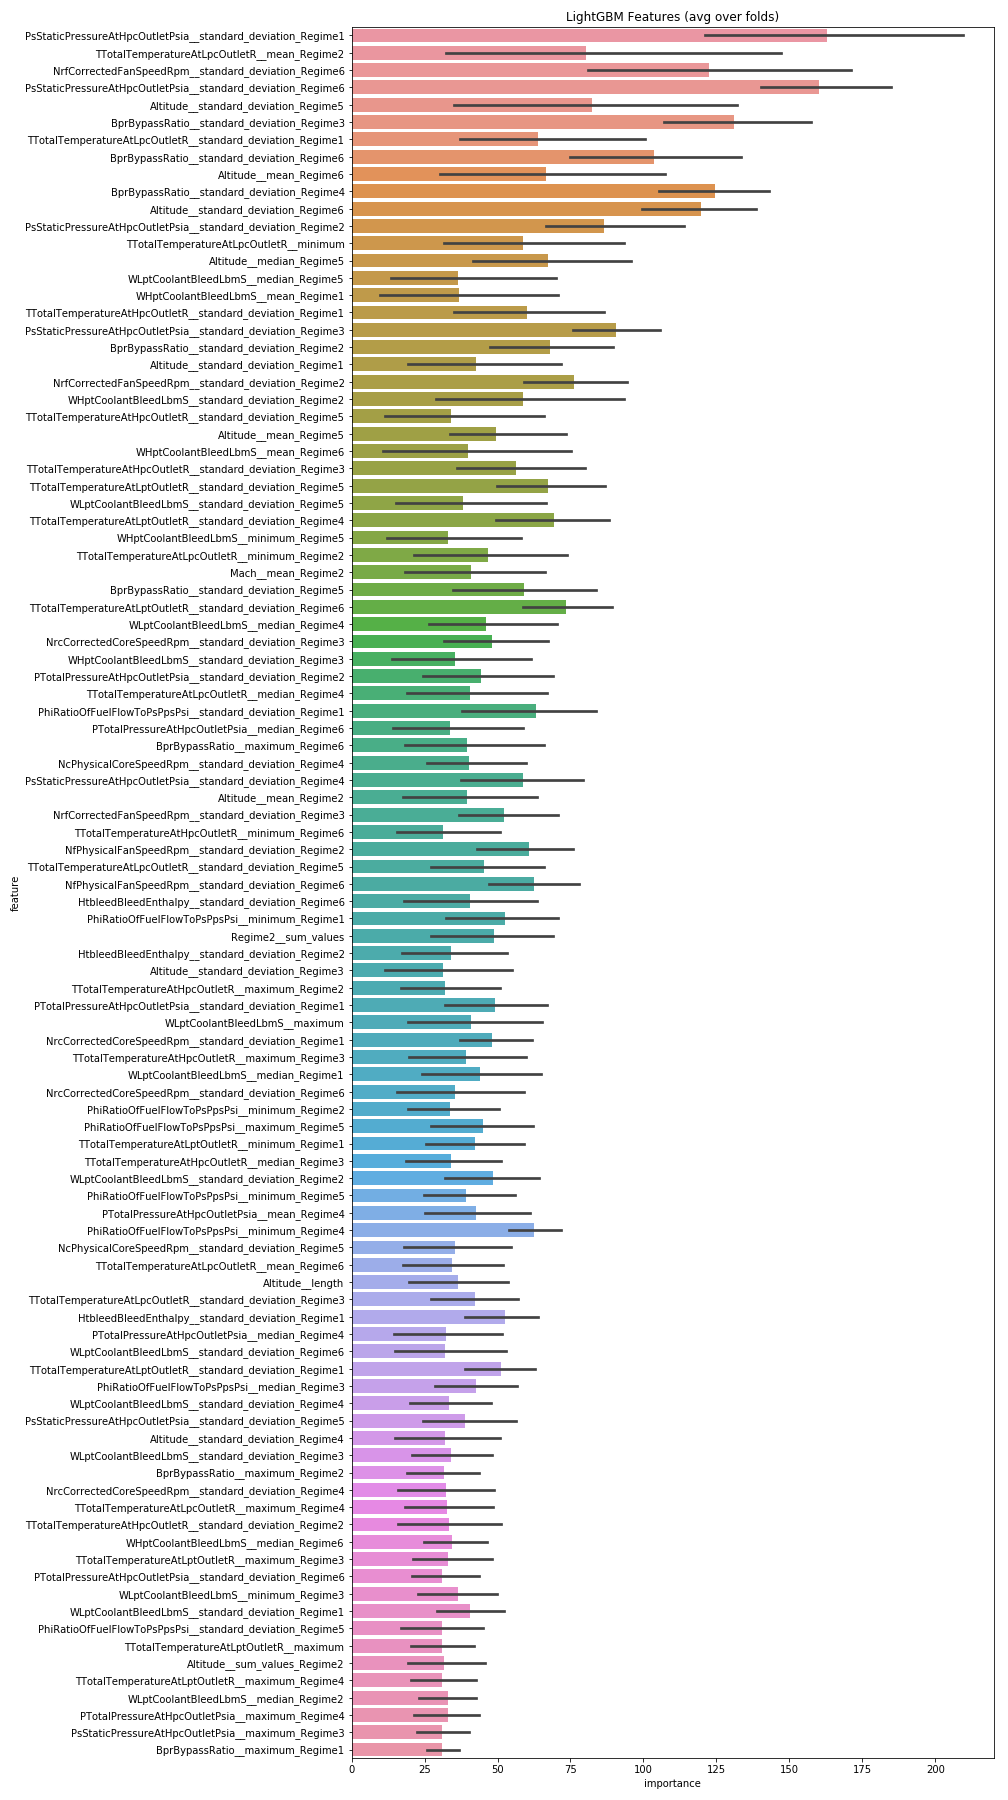 LightGBM Features (avg over folds)
PsStaticPressureAtHpcOutletPsia__standard_deviation_Regime1
TTotalTemperatureAtLpcOutletR__mean_Regime2
NrfCorrectedFanSpeedRpm__standard_deviation_Regime6
PsStaticPressureAtHpcOutletPsia__standard_deviation_Regime6
Altitude__standard_deviation_Regime5
BprBypassRatio__standard_deviation_Regime3
TTotalTemperatureAtLpcOutletR__standard_deviation_Regime1
BprBypassRatio__standard_deviation_Regime6
Altitude__mean_Regime6
BprBypassRatio__standard_deviation_Regime4
Altitude__standard_deviation_Regime6
PsStaticPressureAtHpcOutletPsia__standard_deviation_Regime2
TTotalTemperatureAtLpcOutletR__minimum
Altitude__median_Regime5
WLptCoolantBleedLbmS__median_Regime5
WHptCoolantBleedLbmS__mean_Regime1
TTotalTemperatureAtHpcOutletR__standard_deviation_Regime1
PsStaticPressureAtHpcOutletPsia__standard_deviation_Regime3
BprBypassRatio__standard_deviation_Regime2
Altitude__standard_deviation_Regime1
NrfCorrectedFanSpeedRpm__standard_deviation_Regime2
WHptCoolantBleedLbmS__standard_deviation_Regime2
TTotalTemperatureAtHpcOutletR__standard_deviation_Regime5
Altitude__mean_Regime5
WHptCoolantBleedLbmS__mean_Regime6
TTotalTemperatureAtHpcOutletR__standard_deviation_Regime3
TTotalTemperatureAtLptOutletR__standard_deviation_Regime5
WLptCoolantBleedLbmS__standard_deviation_Regime5
TTotalTemperatureAtLptOutletR__standard_deviation_Regime4
WHptCoolantBleedLbmS__minimum_Regime5
TTotalTemperatureAtLpcOutletR__minimum_Regime2
Mach__mean_Regime2
BprBypassRatio__standard_deviation_Regime5
TTotalTemperatureAtLptOutletR__standard_deviation_Regime6
WLptCoolantBleedLbmS__median_Regime4
NrcCorrectedCoreSpeedRpm__standard_deviation_Regime3
WHptCoolantBleedLbmS__standard_deviation_Regime3
PTotalPressureAtHpcOutletPsia__standard_deviation_Regime2
TTotalTemperatureAtLpcOutletR__median_Regime4
PhiRatioOfFuelFlowToPsPpsPsi__standard_deviation_Regime1
PTotalPressureAtHpcOutletPsia__median_Regime6
BprBypassRatio__maximum_Regime6
NcPhysicalCoreSpeedRpm__standard_deviation_Regime4
PsStaticPressureAtHpcOutletPsia__standard_deviation_Regime4
Altitude__mean_Regime2
NrfCorrectedFanSpeedRpm__standard_deviation_Regime3
TTotalTemperatureAtHpcOutletR__minimum_Regime6
NfPhysicalFanSpeedRpm__standard_deviation_Regime2
TTotalTemperatureAtLpcOutletR__standard_deviation_Regime5
NfPhysicalFanSpeedRpm__standard_deviation_Regime6
HtbleedBleedEnthalpy__standard_deviation_Regime6
PhiRatioOfFuelFlowToPsPpsPsi__minimum_Regime1
Regime2__sum_values
HtbleedBleedEnthalpy__standard_deviation_Regime2
Altitude__standard_deviation_Regime3
TTotalTemperatureAtHpcOutletR__maximum_Regime2
PTotalPressureAtHpcOutletPsia__standard_deviation_Regime1
WLptCoolantBleedLbmS__maximum
NrcCorrectedCoreSpeedRpm__standard_deviation_Regime1
TTotalTemperatureAtHpcOutletR__maximum_Regime3
WLptCoolantBleedLbmS__median_Regime1
NrcCorrectedCoreSpeedRpm__standard_deviation_Regime6
PhiRatioOfFuelFlowToPsPpsPsi__minimum_Regime2
PhiRatioOfFuelFlowToPsPpsPsi__maximum_Regime5
TTotalTemperatureAtLptOutletR__minimum_Regime1
TTotalTemperatureAtHpcOutletR__median_Regime3
WLptCoolantBleedLbmS__standard_deviation_Regime2
PhiRatioOfFuelFlowToPsPpsPsi__minimum_Regime5
PTotalPressureAtHpcOutletPsia__mean_Regime4
PhiRatioOfFuelFlowToPsPpsPsi__minimum_Regime4
NcPhysicalCoreSpeedRpm__standard_deviation_Regime5
TTotalTemperatureAtLpcOutletR__mean_Regime6
Altitude__length
TTotalTemperatureAtLpcOutletR__standard_deviation_Regime3
HtbleedBleedEnthalpy__standard_deviation_Regime1
PTotalPressureAtHpcOutletPsia__median_Regime4
WLptCoolantBleedLbmS__standard_deviation_Regime6
TTotalTemperatureAtLptOutletR__standard_deviation_Regime1
PhiRatioOfFuelFlowToPsPpsPsi__median_Regime3
WLptCoolantBleedLbmS__standard_deviation_Regime4
PsStaticPressureAtHpcOutletPsia__standard_deviation_Regime5
Altitude__standard_deviation_Regime4
WLptCoolantBleedLbmS__standard_deviation_Regime3
BprBypassRatio__maximum_Regime2
NrcCorrectedCoreSpeedRpm__standard_deviation_Regime4
TTotalTemperatureAtLpcOutletR__maximum_Regime4
TTotalTemperatureAtHpcOutletR__standard_deviation_Regime2
WHptCoolantBleedLbmS__median_Regime6
TTotalTemperatureAtLptOutletR__maximum_Regime3
PTotalPressureAtHpcOutletPsia__standard_deviation_Regime6
WLptCoolantBleedLbmS__minimum_Regime3
WLptCoolantBleedLbmS__standard_deviation_Regime1
PhiRatioOfFuelFlowToPsPpsPsi__standard_deviation_Regime5
TTotalTemperatureAtLptOutletR__maximum
Altitude__sum_values_Regime2
TTotalTemperatureAtLptOutletR__maximum_Regime4
WLptCoolantBleedLbmS__median_Regime2
PTotalPressureAtHpcOutletPsia__maximum_Regime4
PsStaticPressureAtHpcOutletPsia__maximum_Regime3
BprBypassRatio__maximum_Regime1
feature
0 25 50 75 100 125 150 175 200
importance